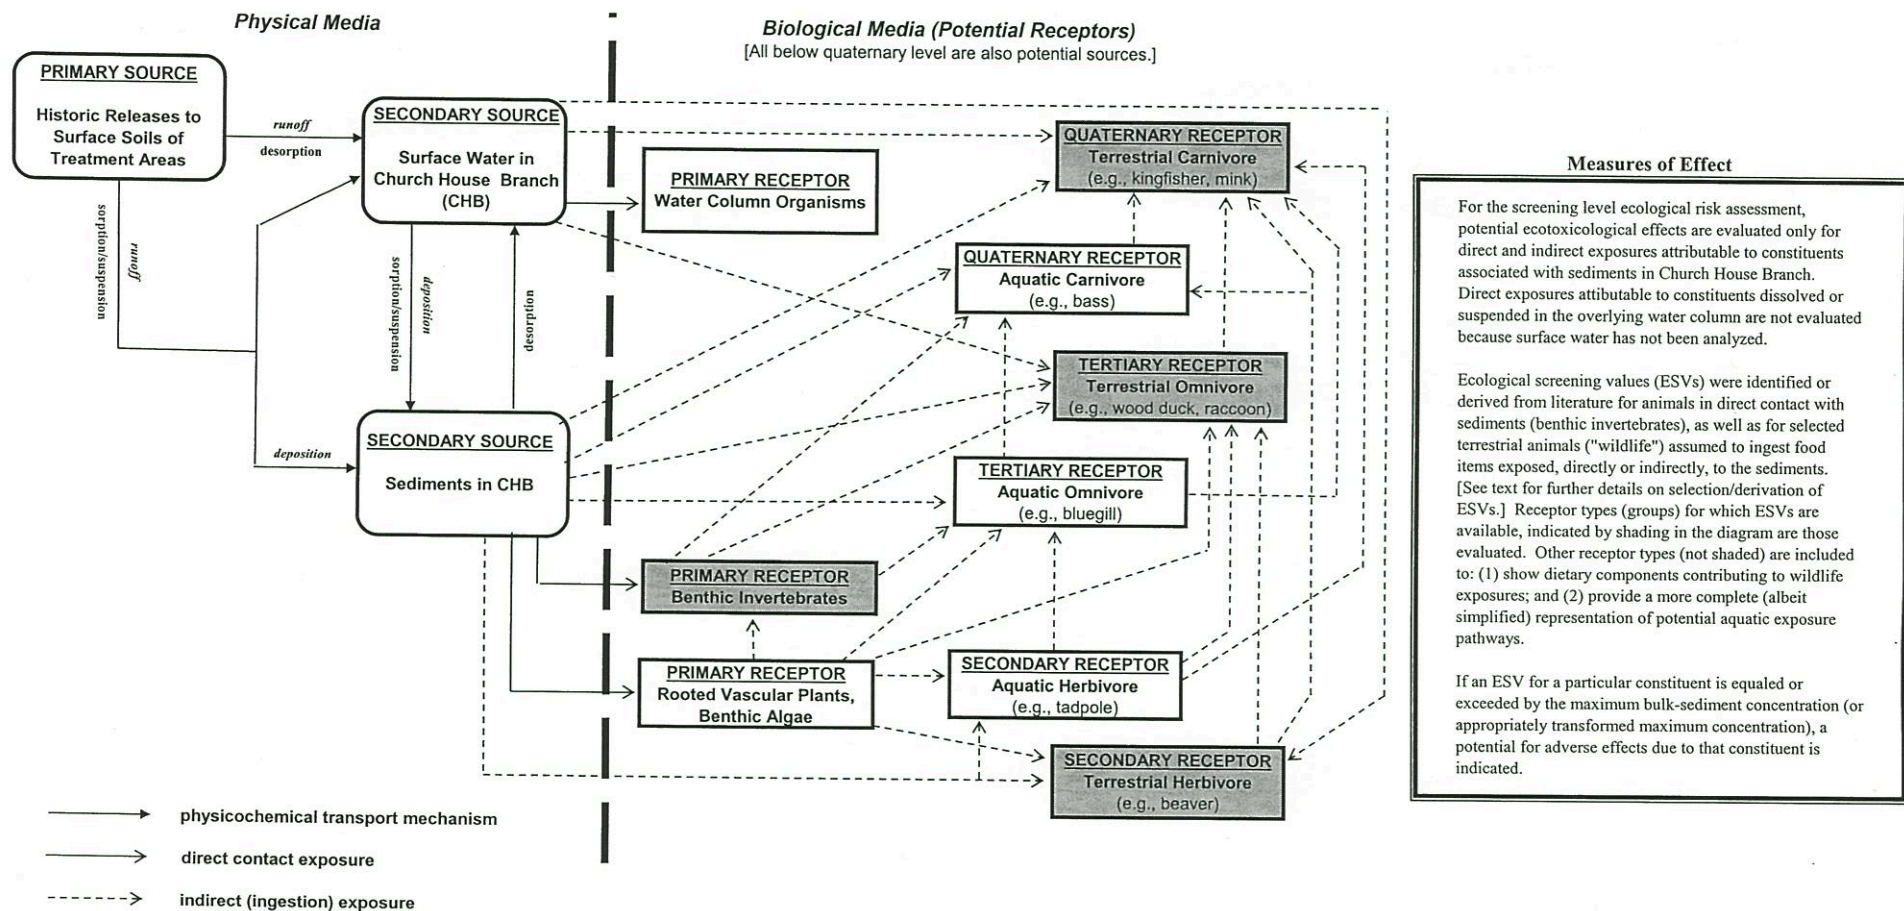 Physical Media
Biological Media (Potential Receptors)
[All below quaternary level are also potential sources.]
PRIMARY SOURCE
Historic Releases to
Surface Soils of
Treatment Areas
runoff
desorption
SECONDARY SOURCE
Surface Water in
Church House Branch
(CHB)
sorption/suspension
runoff
sorption/suspension
deposition
desorption
deposition
SECONDARY SOURCE
Sediments in CHB
PRIMARY RECEPTOR
Water Column Organisms
QUATERNARY RECEPTOR
Terrestrial Carnivore
(e.g., kingfisher, mink)
QUATERNARY RECEPTOR
Aquatic Carnivore
(e.g., bass)
TERTIARY RECEPTOR
Terrestrial Omnivore
(e.g., wood duck, raccoon)
TERTIARY RECEPTOR
Aquatic Omnivore
(e.g., bluegill)
PRIMARY RECEPTOR
Benthic Invertebrates
PRIMARY RECEPTOR
Rooted Vascular Plants,
Benthic Algae
SECONDARY RECEPTOR
Aquatic Herbivore
(e.g., tadpole)
SECONDARY RECEPTOR
Terrestrial Herbivore
(e.g., beaver)
physicochemical transport mechanism
direct contact exposure
indirect (ingestion) exposure
Measures of Effect
For the screening level ecological risk assessment,
potential ecotoxicological effects are evaluated only for
direct and indirect exposures attributable to constituents
associated with sediments in Church House Branch.
Direct exposures attibutable to constituents dissolved or
suspended in the overlying water column are not evaluated
because surface water has not been analyzed.
Ecological screening values (ESVs) were identified or
derived from literature for animals in direct contact with
sediments (benthic invertebrates), as well as for selected
terrestrial animals ("wildlife") assumed to ingest food
items exposed, directly or indirectly, to the sediments.
[See text for further details on selection/derivation of
ESVs.]  Receptor types (groups) for which ESVs are
available, indicated by shading in the diagram are those
evaluated.  Other receptor types (not shaded) are included
to: (1) show dietary components contributing to wildlife
exposures; and (2) provide a more complete (albeit
simplified) representation of potential aquatic exposure
pathways.
If an ESV for a particular constituent is equaled or
exceeded by the maximum bulk-sediment concentration (or
appropriately transformed maximum concentration), a
potential for adverse effects due to that constituent is
indicated.